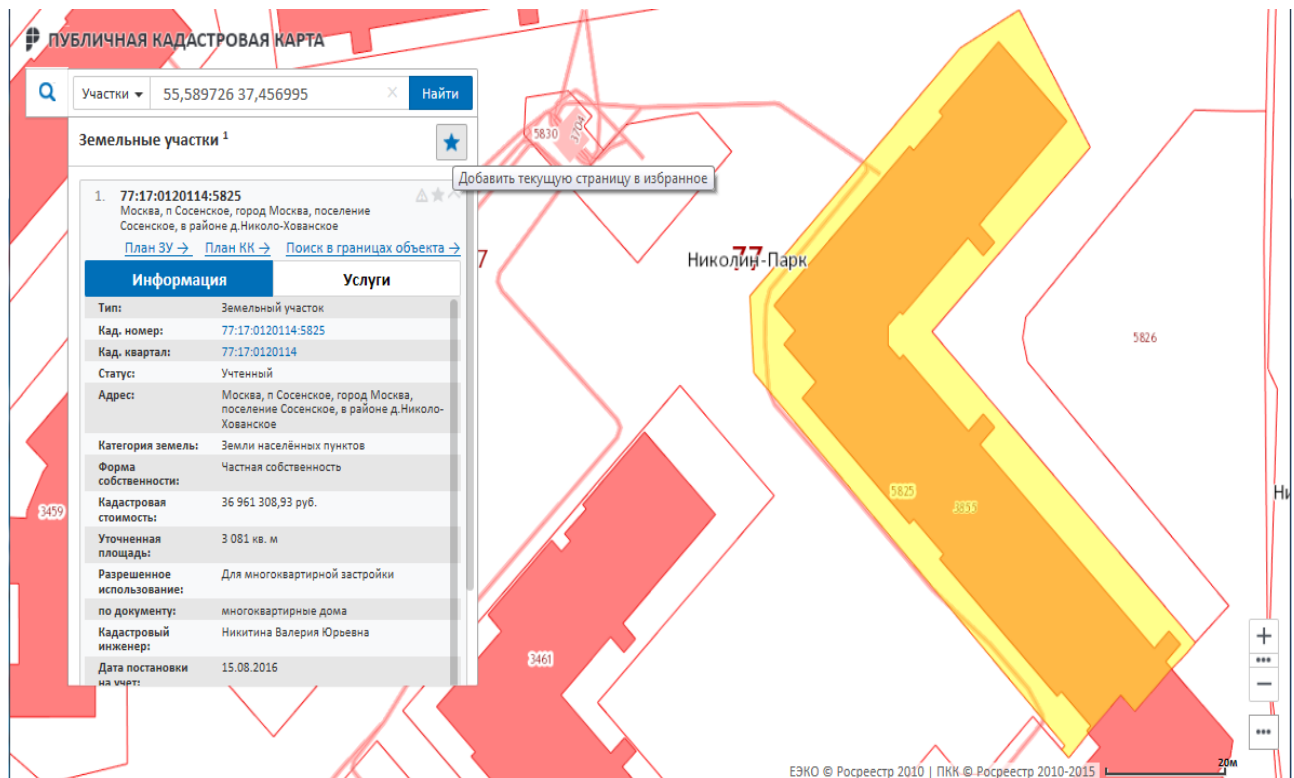 ПУБЛИЧНАЯ КАДАСТРОВАЯ КАРТА
Участки
55,589726 37,456995
Найти
Земельные участки 1
Добавить текущую страницу в избранное
1. 77:17:0120114:5825
Москва, п Сосенское, город Москва, поселение
Сосенское, в районе д.Николо-Хованское
План ЗУ → План КК → Поиск в границах объекта →
Информация Услуги
Тип: Земельный участок
Кад. номер: 77:17:0120114:5825
Кад. квартал: 77:17:0120114
Статус: Учтенный
Адрес: Москва, п Сосенское, город Москва,
поселение Сосенское, в районе д.Николо-
Хованское
Категория земель: Земли населённых пунктов
Форма
собственности:
Частная собственность
Кадастровая
стоимость:
36 961 308,93 руб.
Уточненная
площадь:
3 081 кв. м
Разрешенное
использование:
Для многоквартирной застройки
по документу: многоквартирные дома
Кадастровый
инженер:
Никитина Валерия Юрьевна
Дата постановки
на учет:
15.08.2016
5830
3704
7
77
Николин-Парк
5826
3459
5825
3855
Ни
3461
20м
ЕЭКО © Росреестр 2010 | ПКК © Росреестр 2010-2015